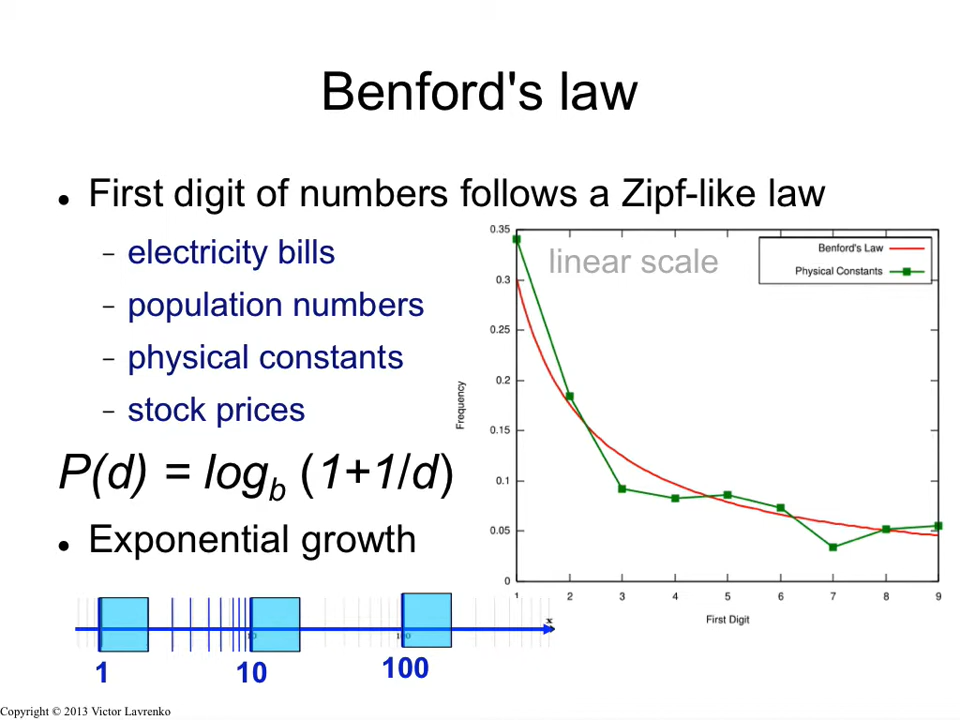 Benford's law
● First digit of numbers follows a Zipf-like law
– electricity bills
– population numbers
– physical constants
– stock prices
P(d) = log_b (1+1/d)
● Exponential growth
linear scale
Benford's Law
Physical Constants
0.35
0.3
0.25
0.2
0.15
0.1
0.05
0
Frequency
1 2 3 4 5 6 7 8 9
First Digit
10 100 x
1 10 100
Copyright © 2013 Victor Lavrenko